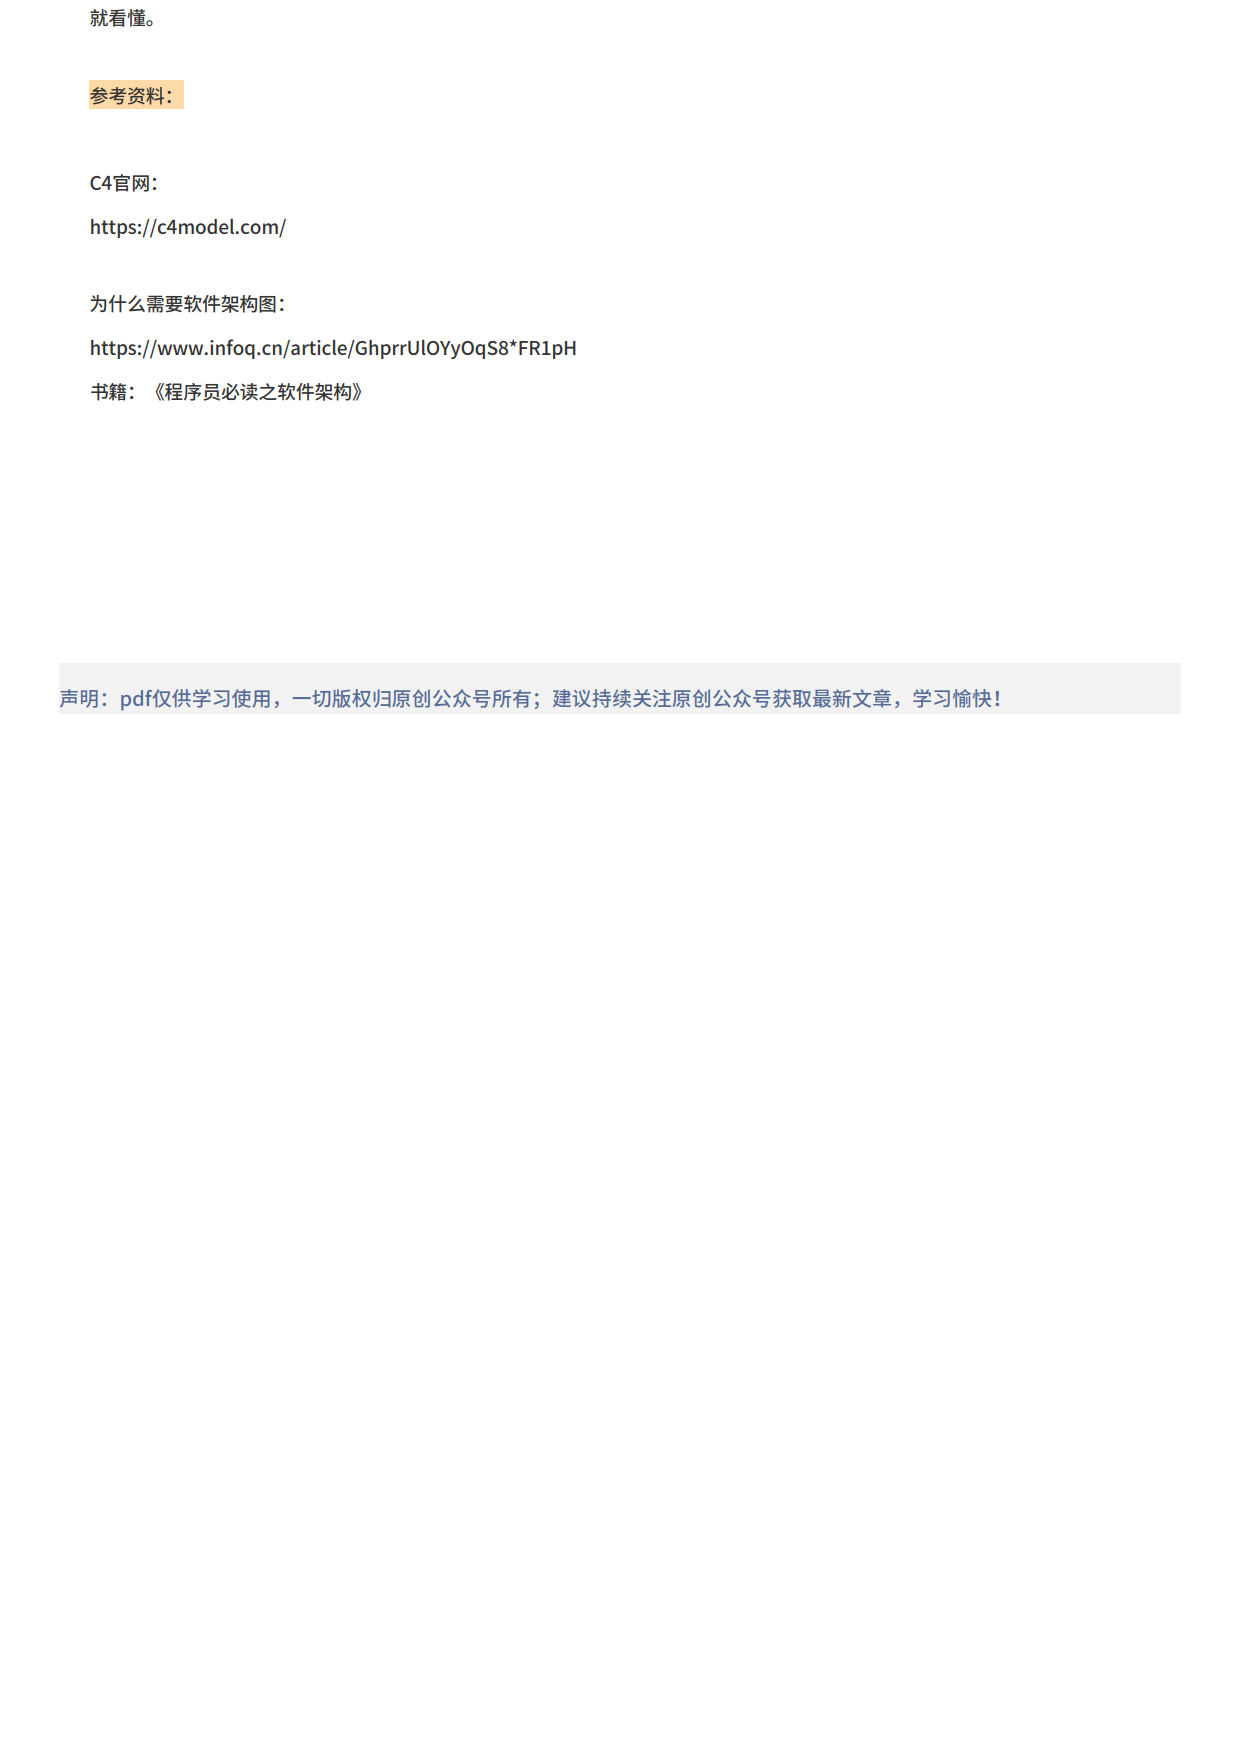 就看懂。
参考资料：
C4官网：
https://c4model.com/
为什么需要软件架构图：
https://www.infoq.cn/article/GhprrUlOYyOqS8*FR1pH
书籍：《程序员必读之软件架构》
声明：pdf仅供学习使用，一切版权归原创公众号所有；建议持续关注原创公众号获取最新文章，学习愉快！